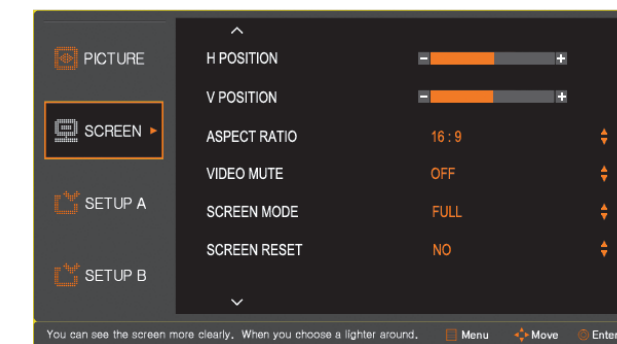 PICTURE
SCREEN
SETUP A
SETUP B
H POSITION
V POSITION
ASPECT RATIO 16 : 9
VIDEO MUTE OFF
SCREEN MODE FULL
SCREEN RESET NO
You can see the screen more clearly. When you choose a lighter around. Menu Move Enter